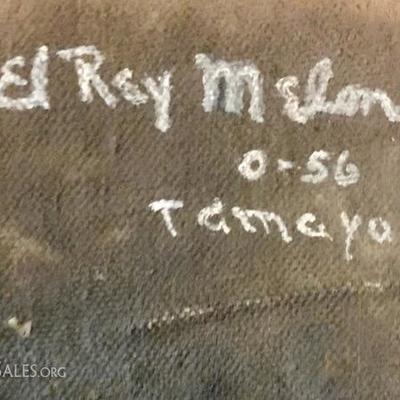 El Rey Melon
0-56
Tamayo
SALES.ORG